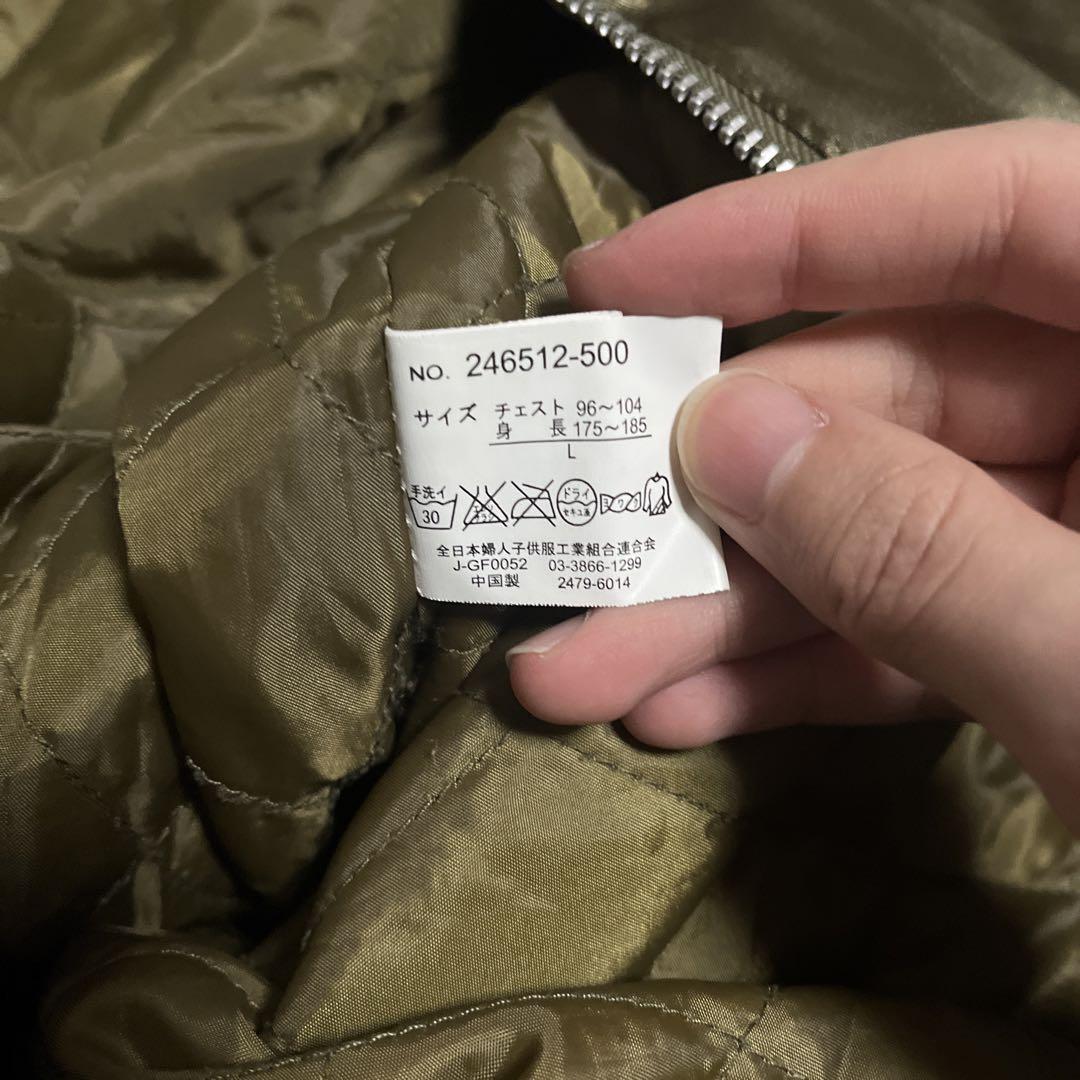 NO. 246512-500
サイズ チェスト 96～104
身 長 175～185
L
手洗イ
30
ドライ
セキユ系
全日本婦人子供服工業組合連合会
J-GF0052 03-3866-1299
中国製 2479-6014